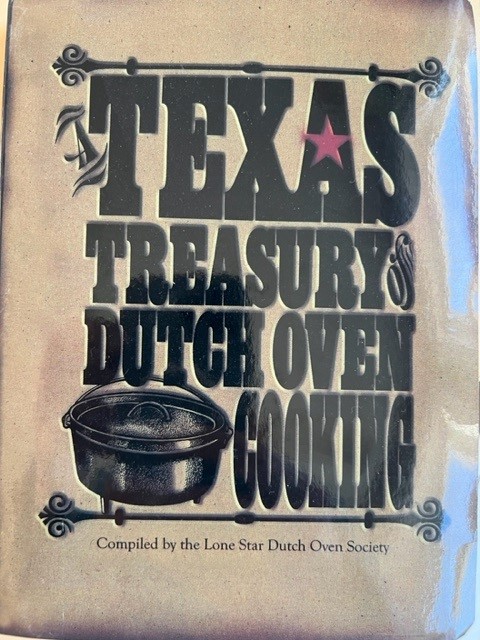 A TEXAS
TREASURY OF
DUTCH OVEN
COOKING
Compiled by the Lone Star Dutch Oven Society